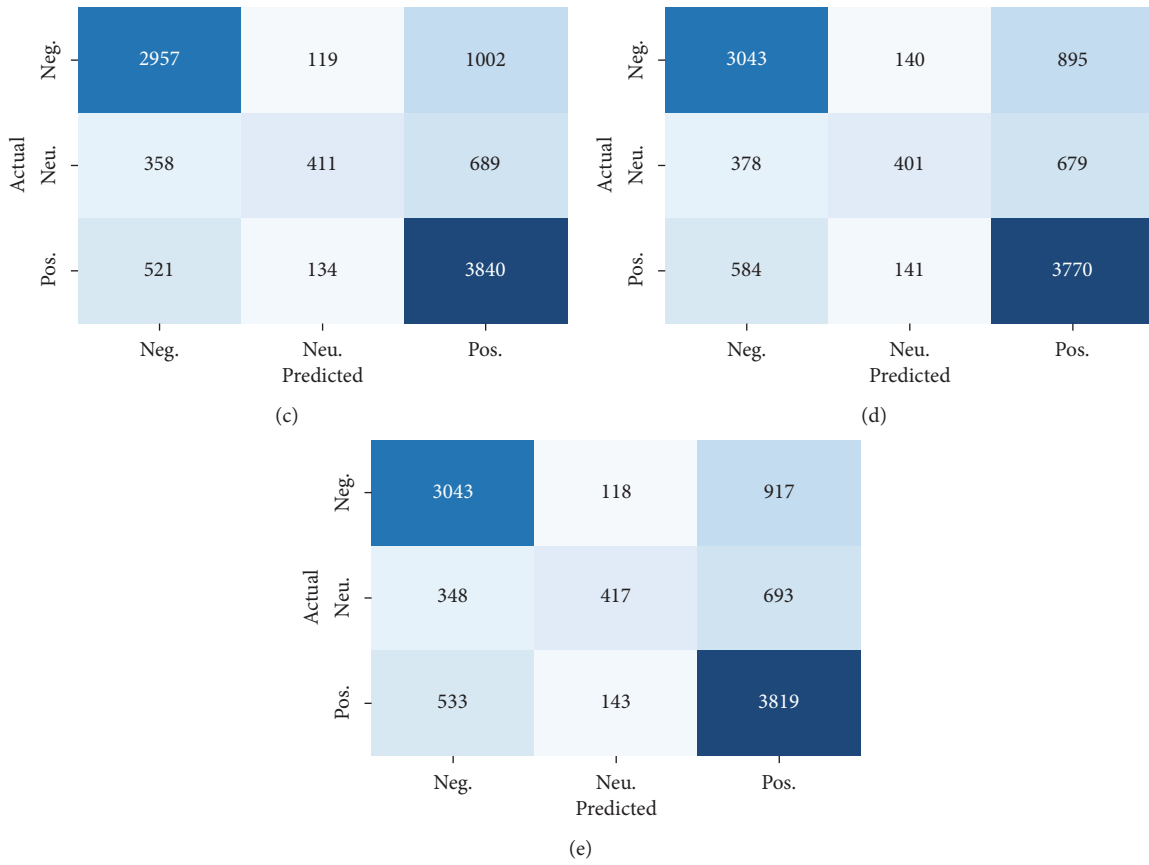 Actual
Neg.
2957 119 1002
Neu.
358 411 689
Pos.
521 134 3840
Neg. Neu. Pos.
Predicted
(c)
Actual
Neg.
3043 140 895
Neu.
378 401 679
Pos.
584 141 3770
Neg. Neu. Pos.
Predicted
(d)
Actual
Neg.
3043 118 917
Neu.
348 417 693
Pos.
533 143 3819
Neg. Neu. Pos.
Predicted
(e)